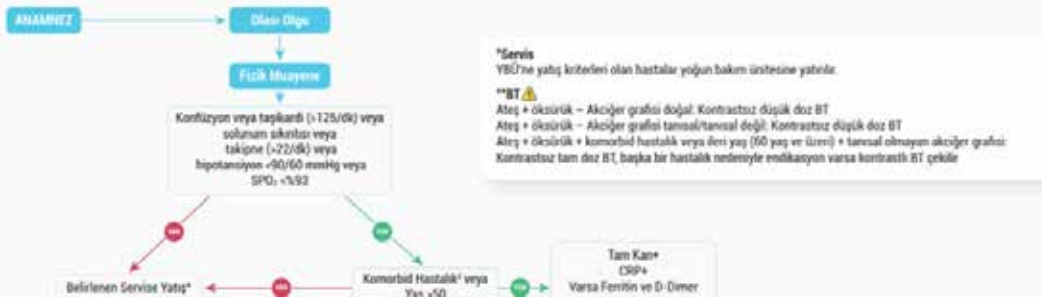 ANAMNEZ
Olası Olgu
Fizik Muayene
Konfüzyon veya taşikardi (>125/dk) veya
solunum sıkıntısı veya
takipne (>22/dk) veya
hipotansiyon <90/60 mmHg veya
SPO₂ <%93
*Servis
YBÜ'ne yatış kriterleri olan hastalar yoğun bakım ünitesine yatırılır.
**BT
Ateş + öksürük – Akciğer grafisi doğal: Kontrastsız düşük doz BT
Ateş + öksürük – Akciğer grafisi tanısal/tanısal değil: Kontrastsız düşük doz BT
Ateş + öksürük + komorbid hastalık veya ileri yaş (60 yaş ve üzeri) + tanısal olmayan akciğer grafisi:
Kontrastsız tam doz BT, başka bir hastalık nedeniyle endikasyon varsa kontrastlı BT çekilir
VAR
YOK
Belirlenen Servise Yatış*
VAR
Komorbid Hastalık¹ veya
Yaş >50
YOK
Tam Kan+
CRP+
Varsa Ferritin ve D-Dimer